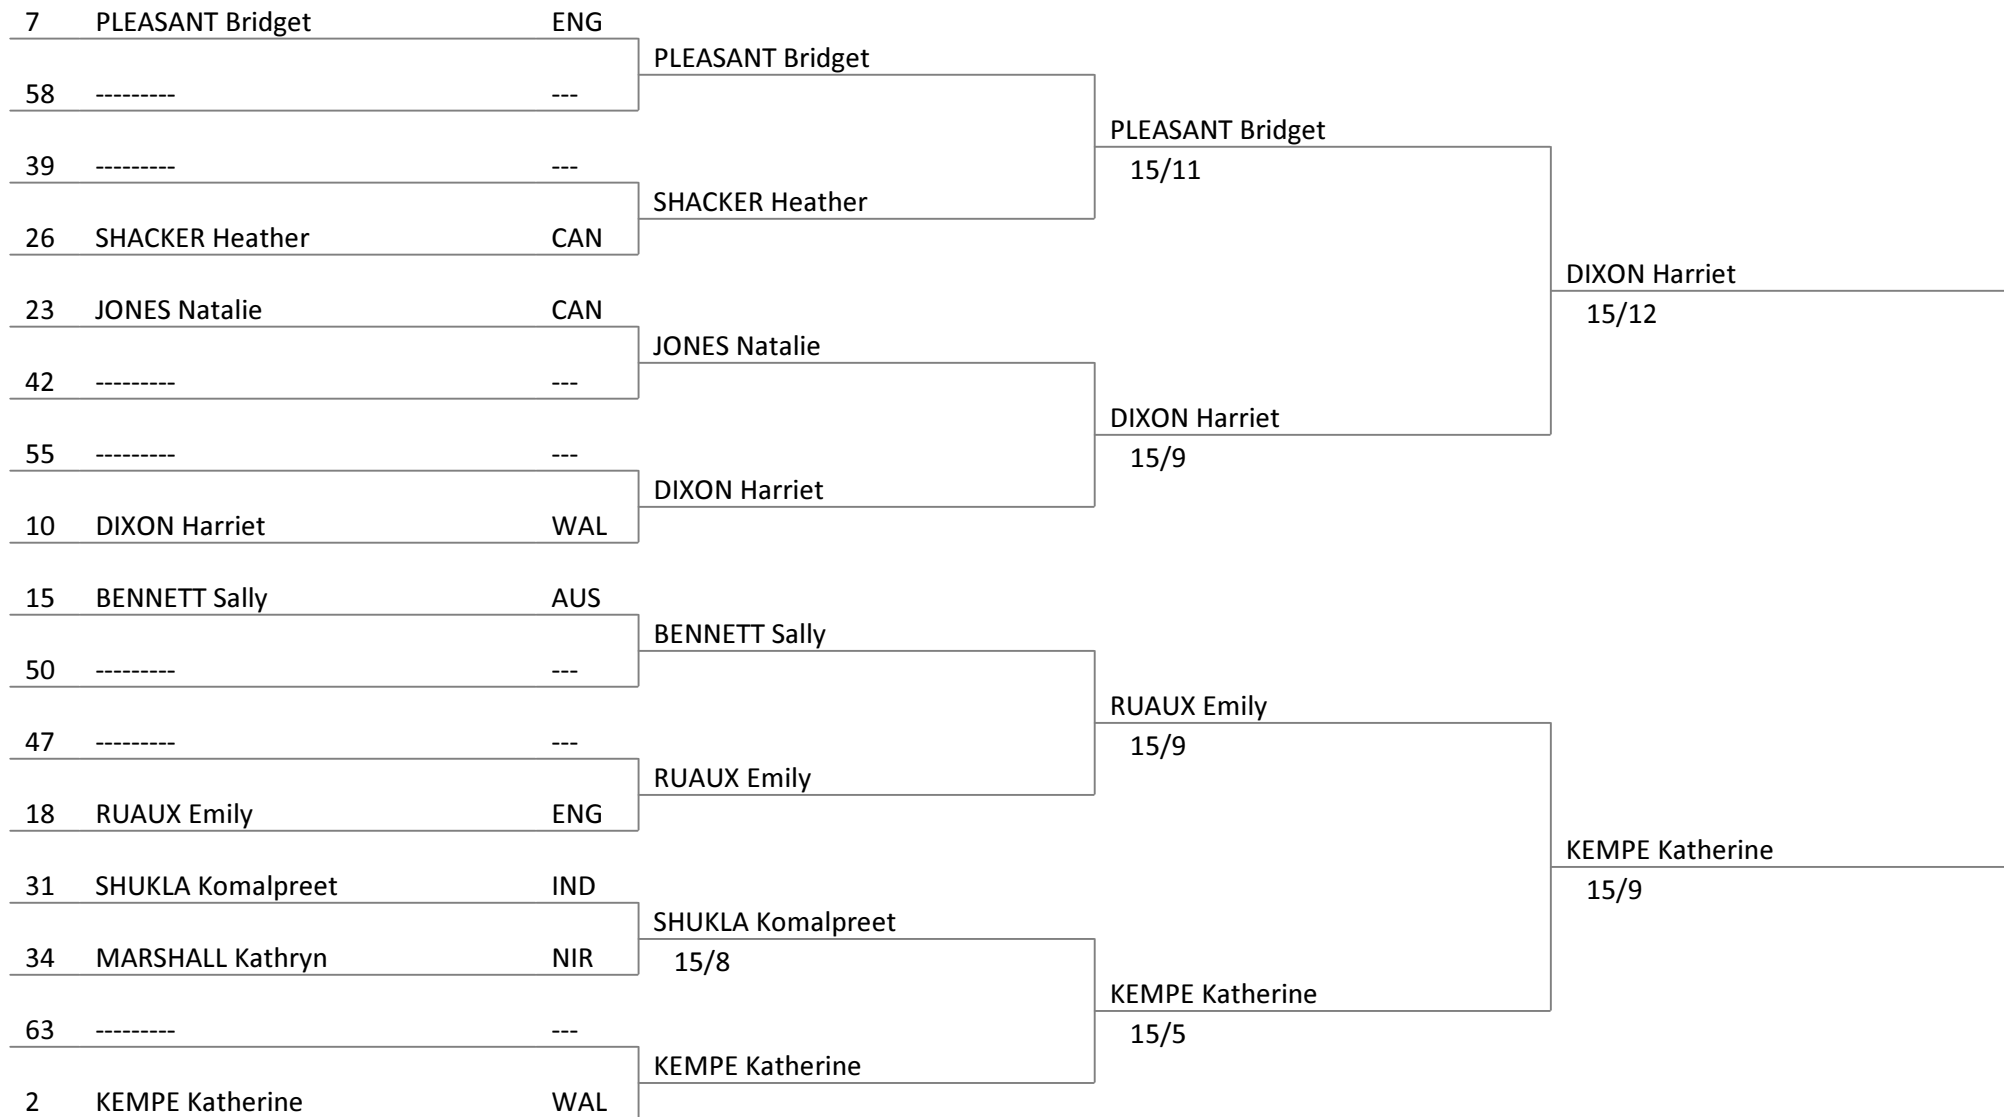 7 PLEASANT Bridget ENG
PLEASANT Bridget
58 --------- ---
PLEASANT Bridget
39 --------- ---
15/11
SHACKER Heather
26 SHACKER Heather CAN
DIXON Harriet
23 JONES Natalie CAN
15/12
JONES Natalie
42 --------- ---
DIXON Harriet
55 --------- ---
15/9
DIXON Harriet
10 DIXON Harriet WAL
15 BENNETT Sally AUS
BENNETT Sally
50 --------- ---
RUAUX Emily
47 --------- ---
15/9
RUAUX Emily
18 RUAUX Emily ENG
KEMPE Katherine
31 SHUKLA Komalpreet IND
15/9
SHUKLA Komalpreet
34 MARSHALL Kathryn NIR
15/8
KEMPE Katherine
63 --------- ---
15/5
KEMPE Katherine
2 KEMPE Katherine WAL